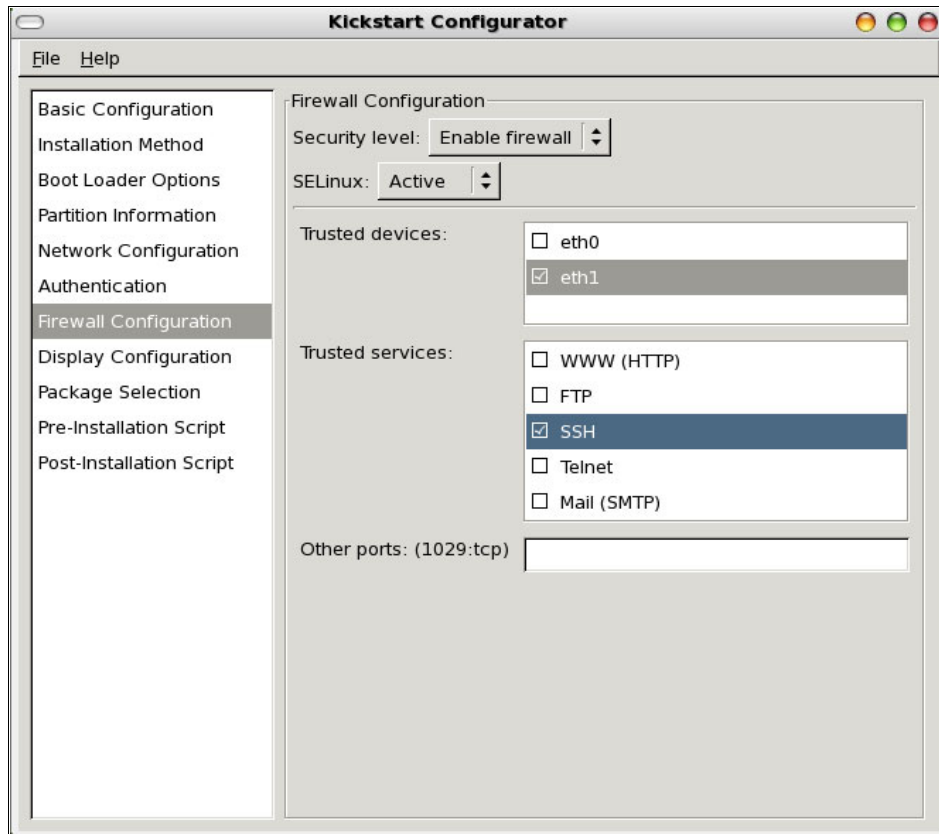 Kickstart Configurator
File Help
Basic Configuration
Installation Method
Boot Loader Options
Partition Information
Network Configuration
Authentication
Firewall Configuration
Display Configuration
Package Selection
Pre-Installation Script
Post-Installation Script
Firewall Configuration
Security level: Enable firewall
SELinux: Active
Trusted devices:
eth0
eth1
Trusted services:
WWW (HTTP)
FTP
SSH
Telnet
Mail (SMTP)
Other ports: (1029:tcp)